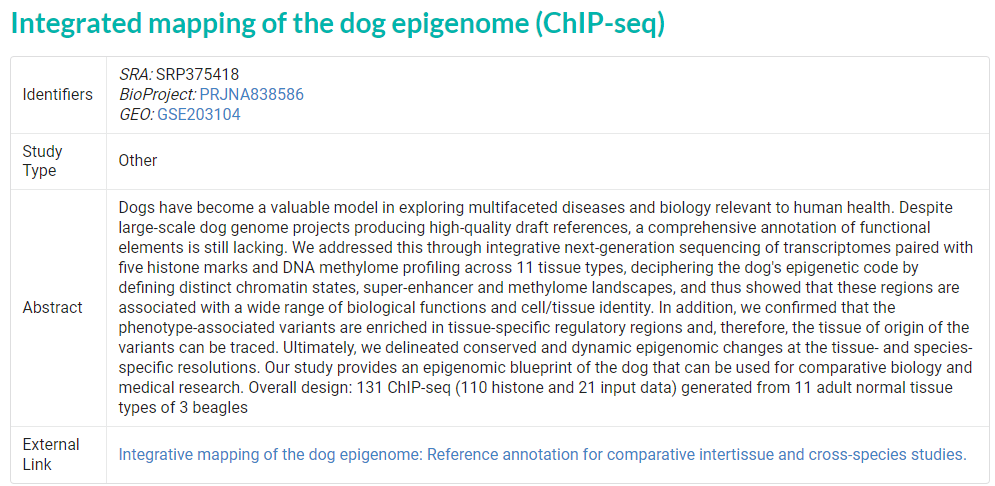 Integrated mapping of the dog epigenome (ChIP-seq)
Identifiers
SRA: SRP375418
BioProject: PRJNA838586
GEO: GSE203104
Study
Type
Other
Abstract
Dogs have become a valuable model in exploring multifaceted diseases and biology relevant to human health. Despite
large-scale dog genome projects producing high-quality draft references, a comprehensive annotation of functional
elements is still lacking. We addressed this through integrative next-generation sequencing of transcriptomes paired with
five histone marks and DNA methylome profiling across 11 tissue types, deciphering the dog's epigenetic code by
defining distinct chromatin states, super-enhancer and methylome landscapes, and thus showed that these regions are
associated with a wide range of biological functions and cell/tissue identity. In addition, we confirmed that the
phenotype-associated variants are enriched in tissue-specific regulatory regions and, therefore, the tissue of origin of the
variants can be traced. Ultimately, we delineated conserved and dynamic epigenomic changes at the tissue- and species-
specific resolutions. Our study provides an epigenomic blueprint of the dog that can be used for comparative biology and
medical research. Overall design: 131 ChIP-seq (110 histone and 21 input data) generated from 11 adult normal tissue
types of 3 beagles
External
Link
Integrative mapping of the dog epigenome: Reference annotation for comparative intertissue and cross-species studies.